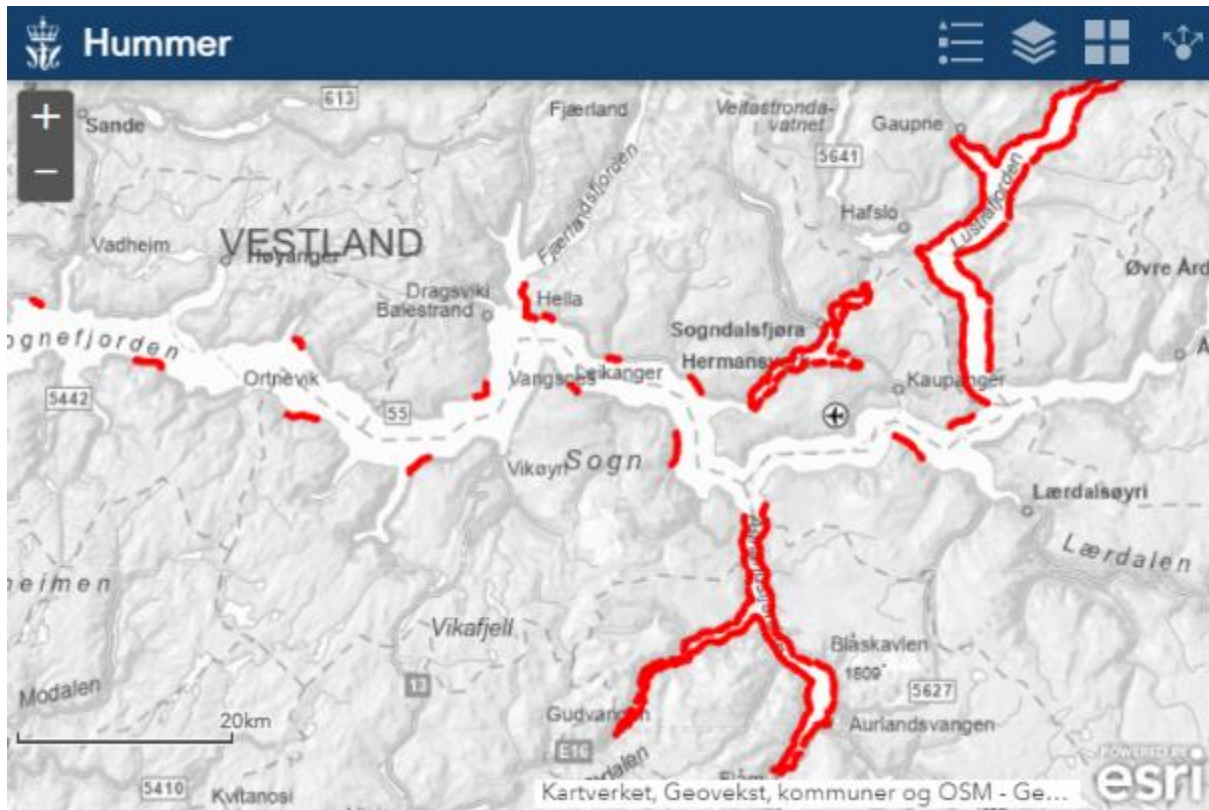 Hummer
613
Fjærland
Veitastronda-
vatnet
Gaupne
Sande
+
−
5641
Fjærlandsfjorden
Hafslo
Lustrafjorden
Vadheim
VESTLAND
Høyanger
Øvre Ård
Dragsvik
Hella
Balestrand
Sogndalsfjøra
ognefjorden
Hermansverk
Ortnevik
Vangsnes
Leikanger
Kaupanger
5442
55
Vikøyri
Sogn
Lærdalsøyri
Lærdalen
heimen
Vikafjell
Blåskavlen
1809
Modalen
13
5627
20km
Gudvangen
Aurlandsvangen
E16
Flåm
POWERED BY
esri
5410
Kvitanosi
Kartverket, Geovekst, kommuner og OSM - Ge...